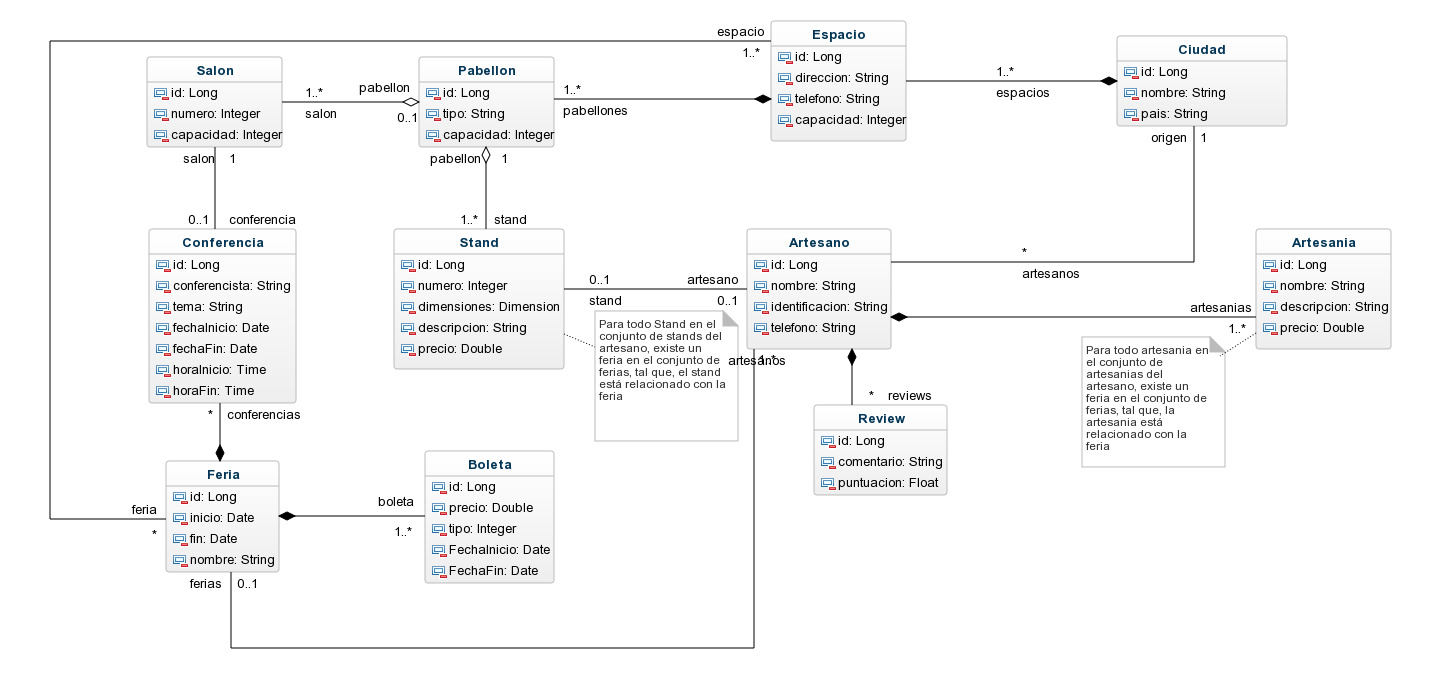 espacio
1..*
Espacio
id: Long
direccion: String
telefono: String
capacidad: Integer
Ciudad
id: Long
nombre: String
pais: String
1..*
espacios
origen 1
Salon
id: Long
numero: Integer
capacidad: Integer
1..*
salon
pabellon
0..1
Pabellon
id: Long
tipo: String
capacidad: Integer
1..*
pabellones
salon 1
pabellon 1
0..1 conferencia
1..* stand
Conferencia
id: Long
conferencista: String
tema: String
fechaInicio: Date
fechaFin: Date
horaInicio: Time
horaFin: Time
Stand
id: Long
numero: Integer
dimensiones: Dimension
descripcion: String
precio: Double
0..1
stand
artesano
0..1
Para todo Stand en el
conjunto de stands del
artesano, existe un
feria en el conjunto de
ferias, tal que, el stand
está relacionado con la
feria
Artesano
id: Long
nombre: String
identificacion: String
telefono: String
*
artesanos
artesanias
1..*
Artesania
id: Long
nombre: String
descripcion: String
precio: Double
Para todo artesania en
el conjunto de
artesanias del
artesano, existe un
feria en el conjunto de
ferias, tal que, la
artesania está
relacionado con la
feria
artesanos
1..*
* reviews
Review
id: Long
comentario: String
puntuacion: Float
* conferencias
Feria
id: Long
inicio: Date
fin: Date
nombre: String
feria
*
boleta
1..*
Boleta
id: Long
precio: Double
tipo: Integer
FechaInicio: Date
FechaFin: Date
ferias 0..1